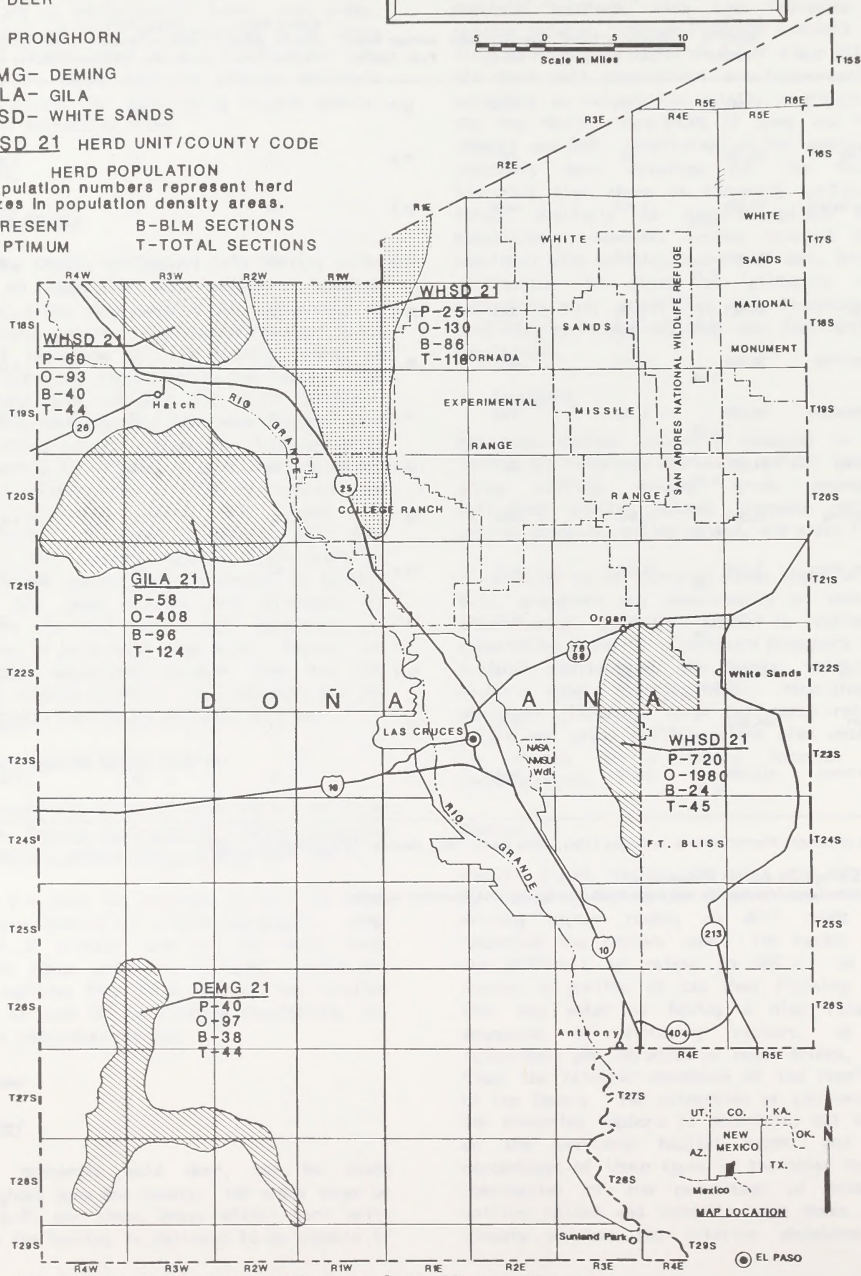 DEER
PRONGHORN
MG- DEMING
LA- GILA
SD- WHITE SANDS
SD 21 HERD UNIT/COUNTY CODE
HERD POPULATION
pulation numbers represent herd
zes in population density areas.
RESENT B-BLM SECTIONS
PTIMUM T-TOTAL SECTIONS
5 0 5 10
Scale in Miles
T15S
R3E R4E R5E R5E R6E
R2E
T16S
R1E
WHITE WHITE
SANDS
T17S
R4W R3W R2W R1W
NATIONAL
T18S
WHSD 21
P-60
O-93
B-40
T-44
WHSD 21
P-25
O-130
B-86
T-116
SANDS
SAN ANDRES NATIONAL WILDLIFE REFUGE
MONUMENT
T18S
JORNADA
EXPERIMENTAL
RANGE
MISSILE
RANGE
T19S
T19S
Hatch
26
RIO GRANDE
25
T20S
T20S
COLLEGE RANCH
T21S
T21S
GILA 21
P-58
O-408
B-96
T-124
Organ
70
80
T22S
White Sands
T22S
DOÑA ANA
LAS CRUCES
NASA
NMSU
Wdl.
WHSD 21
P-720
O-1980
B-24
T-45
T23S
T23S
10
T24S
RIO GRANDE
FT. BLISS
T24S
T25S
10
213
T25S
DEMG 21
P-40
O-97
B-38
T-44
T26S
T26S
Anthony
404
R4E R5E
T27S
T27S
UT. CO. KA.
OK.
NEW
MEXICO
AZ.
TX.
Mexico
N
MAP LOCATION
T28S
T28S
Sunland Park
T29S
T29S
R4W R3W R2W R1W R1E R2E R3E R4E
EL PASO